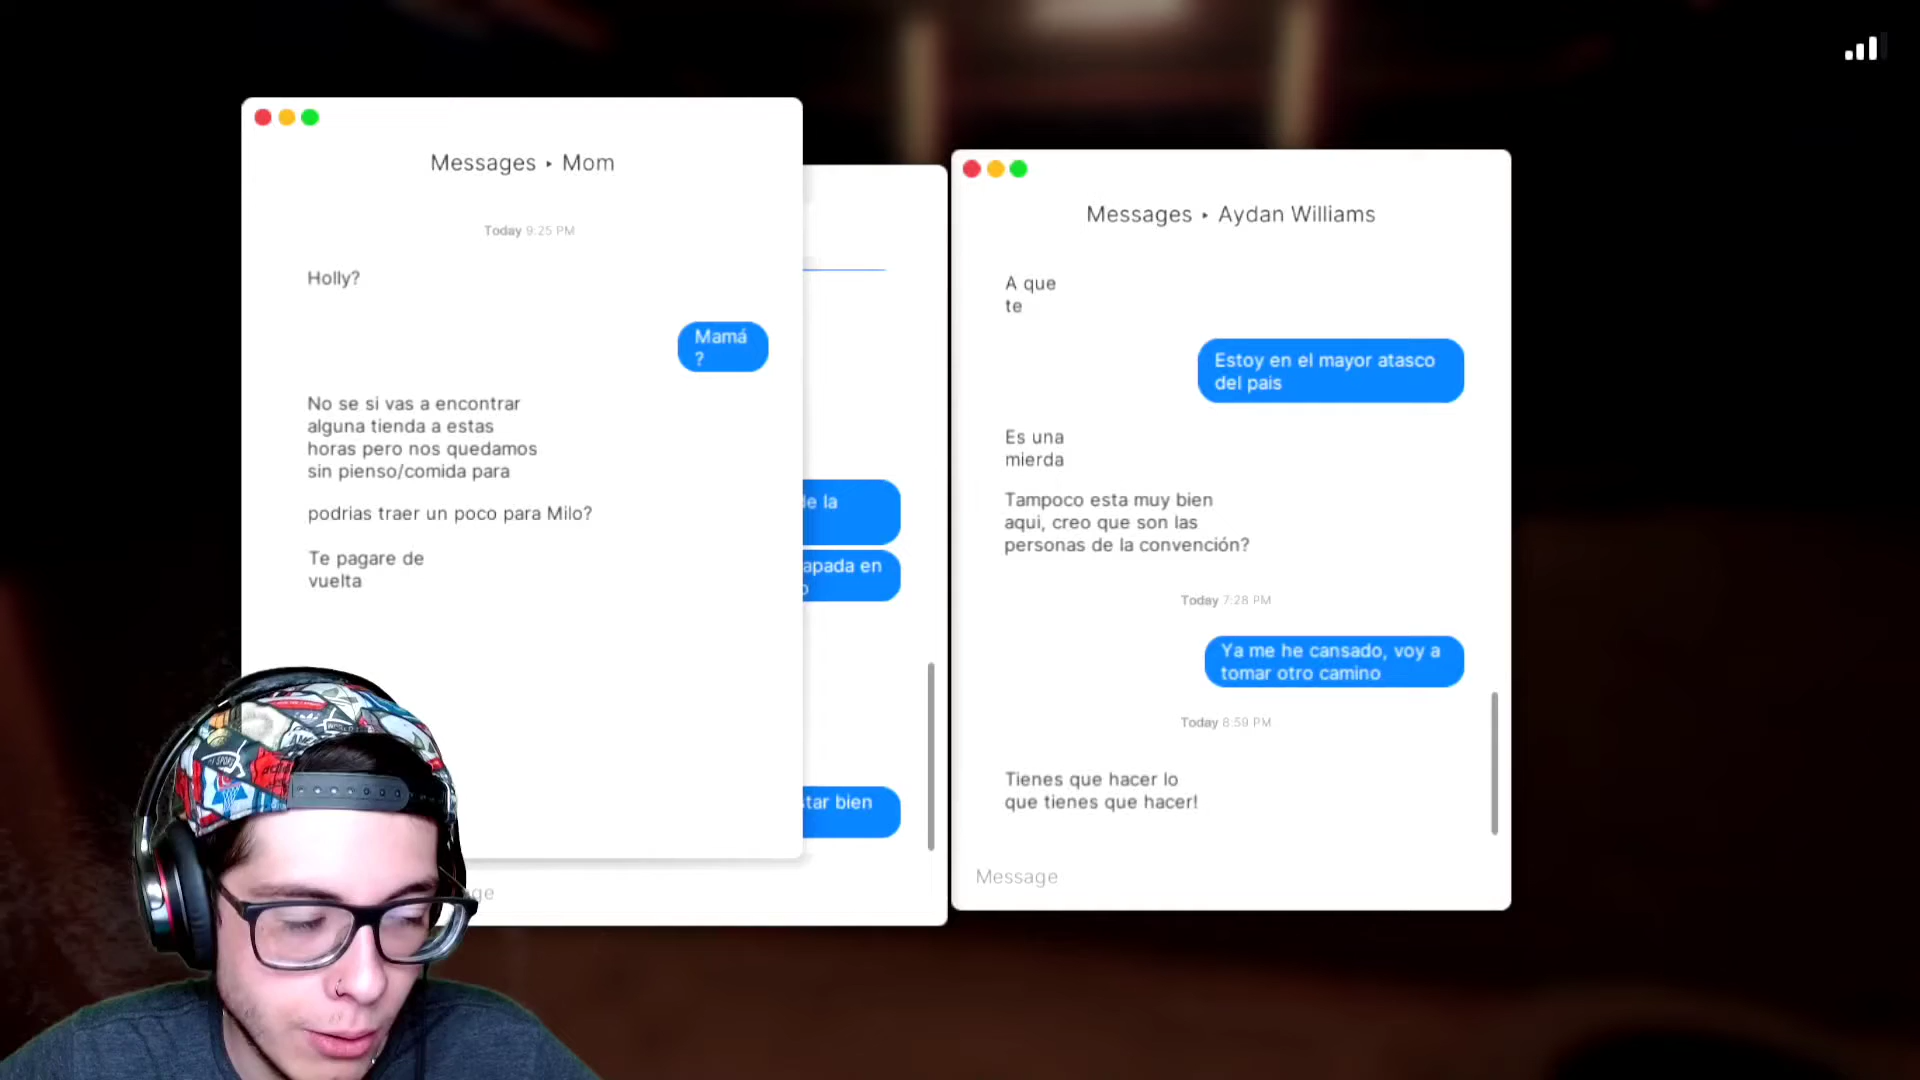 Messages ▸ Mom
Today 9:25 PM
Holly?
Mamá
?
No se si vas a encontrar
alguna tienda a estas
horas pero nos quedamos
sin pienso/comida para
podrias traer un poco para Milo?
Te pagare de
vuelta
de la
apada en
o
star bien
ge
Messages ▸ Aydan Williams
A que
te
Estoy en el mayor atasco
del pais
Es una
mierda
Tampoco esta muy bien
aqui, creo que son las
personas de la convención?
Today 7:28 PM
Ya me he cansado, voy a
tomar otro camino
Today 8:59 PM
Tienes que hacer lo
que tienes que hacer!
Message